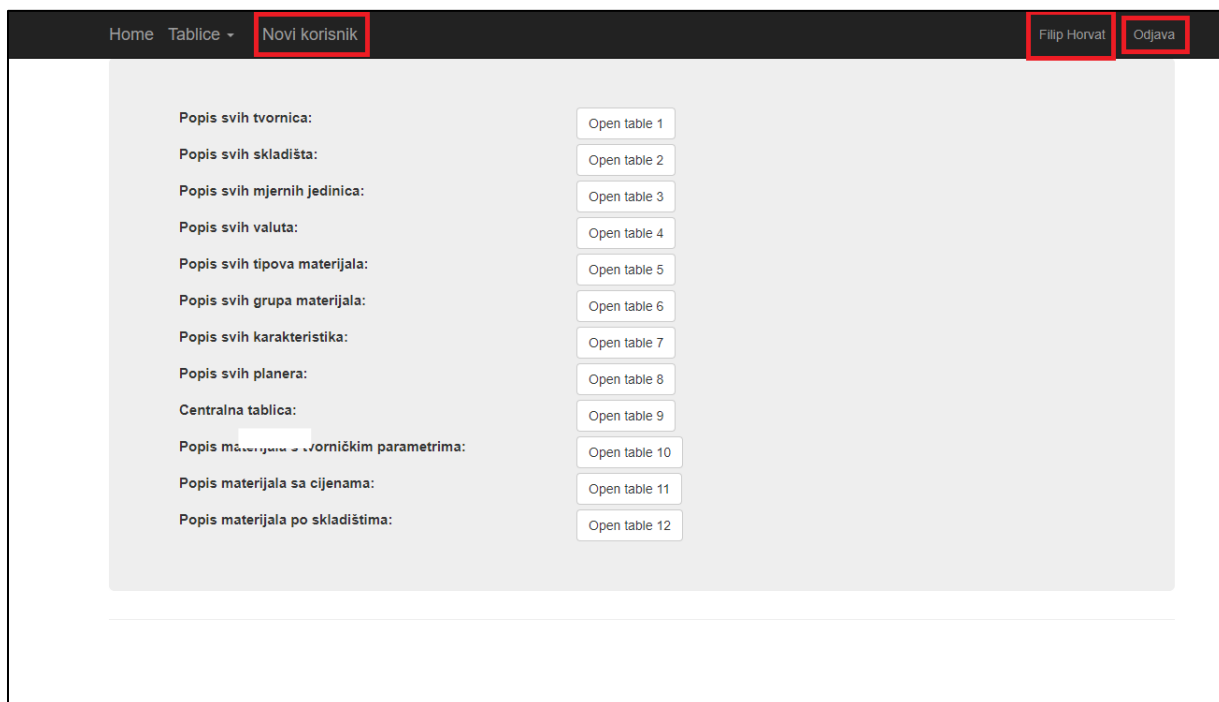 Home Tablice Novi korisnik Filip Horvat Odjava
Popis svih tvornica: Open table 1
Popis svih skladišta: Open table 2
Popis svih mjernih jedinica: Open table 3
Popis svih valuta: Open table 4
Popis svih tipova materijala: Open table 5
Popis svih grupa materijala: Open table 6
Popis svih karakteristika: Open table 7
Popis svih planera: Open table 8
Centralna tablica: Open table 9
Popis parametrima: Open table 10
Popis materijala sa cijenama: Open table 11
Popis materijala po skladištima: Open table 12